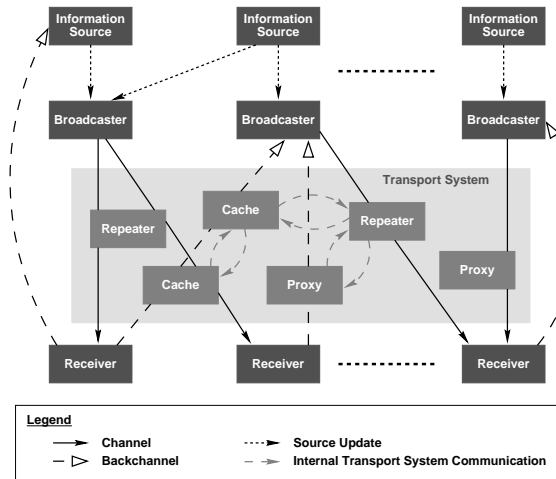 Information Source
Information Source
Information Source
Broadcaster
Broadcaster
Broadcaster
Transport System
Cache
Repeater
Repeater
Proxy
Cache
Proxy
Receiver
Receiver
Receiver
Legend
Channel
Source Update
Backchannel
Internal Transport System Communication